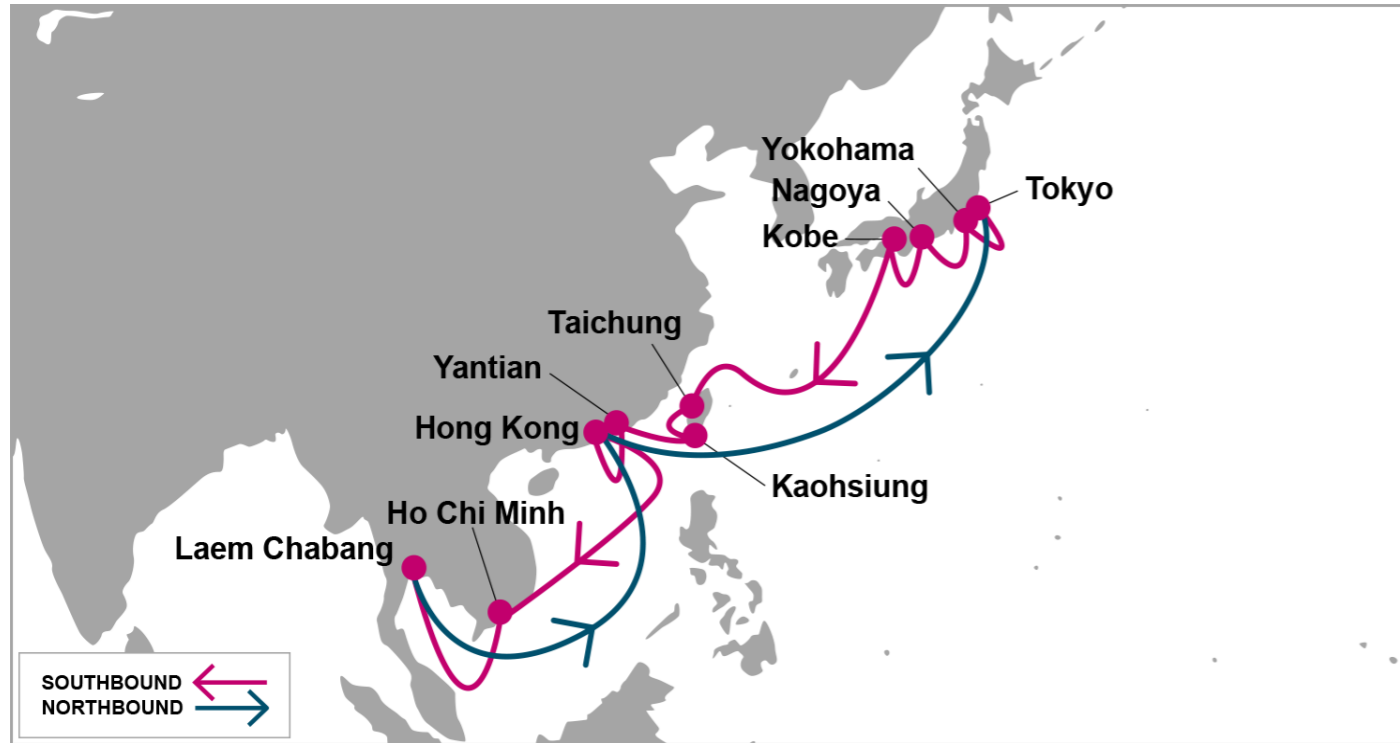 Yokohama
Nagoya
Tokyo
Kobe
Taichung
Yantian
Hong Kong
Kaohsiung
Ho Chi Minh
Laem Chabang
SOUTHBOUND
NORTHBOUND